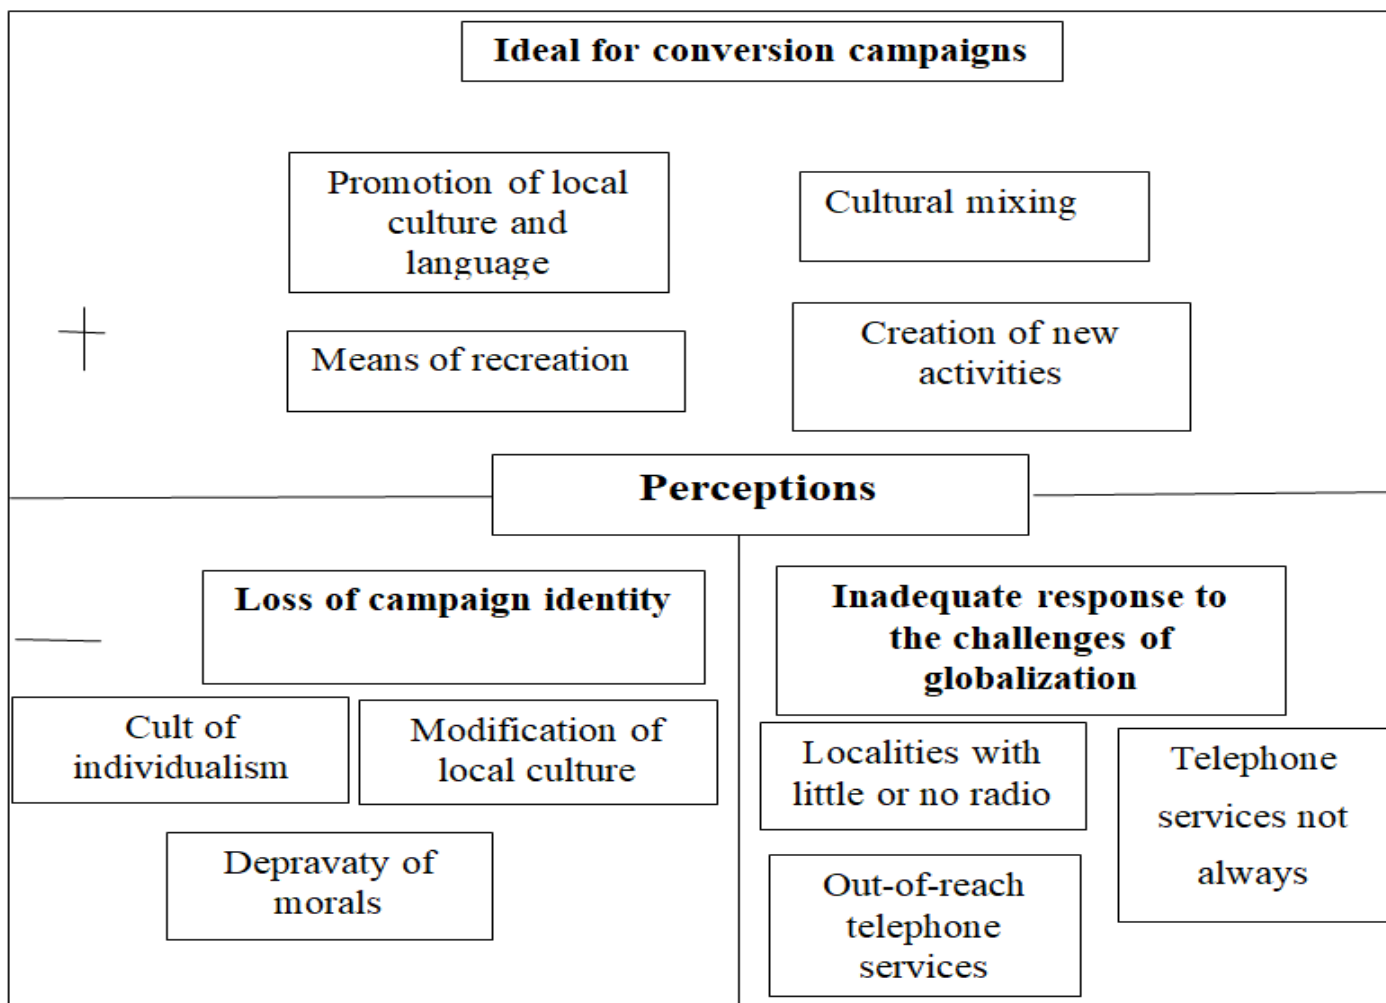 Ideal for conversion campaigns
Promotion of local
culture and
language
Cultural mixing
Means of recreation
Creation of new
activities
Perceptions
Loss of campaign identity
Inadequate response to
the challenges of
globalization
Cult of
individualism
Modification of
local culture
Localities with
little or no radio
Telephone
services not
always
Depravaty of
morals
Out-of-reach
telephone
services